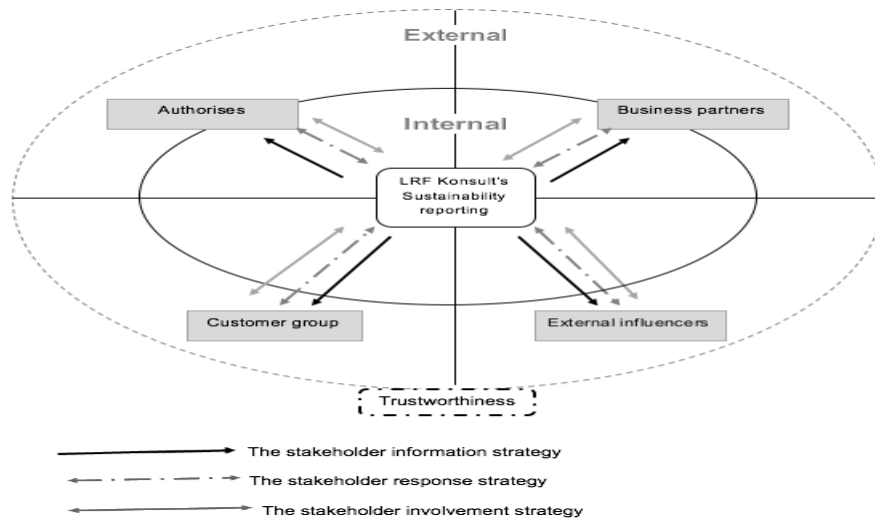 External
Authorises
Business partners
Internal
LRF Konsult's
Sustainability
reporting
Customer group
External influencers
Trustworthiness
The stakeholder information strategy
The stakeholder response strategy
The stakeholder involvement strategy